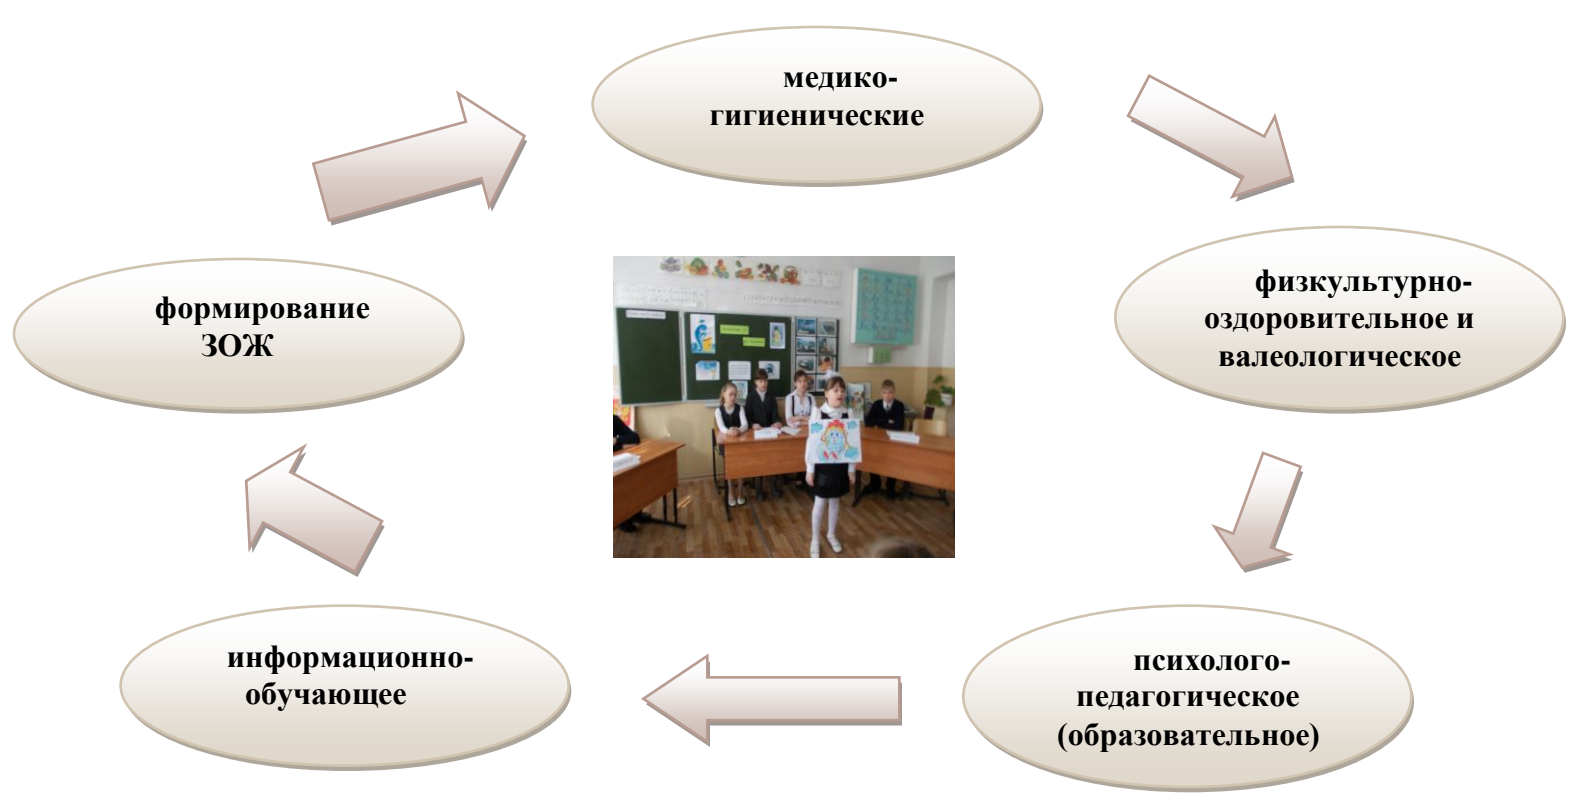 медико-
гигиенические
физкультурно-
оздоровительное и
валеологическое
психолого-
педагогическое
(образовательное)
информационно-
обучающее
формирование
ЗОЖ